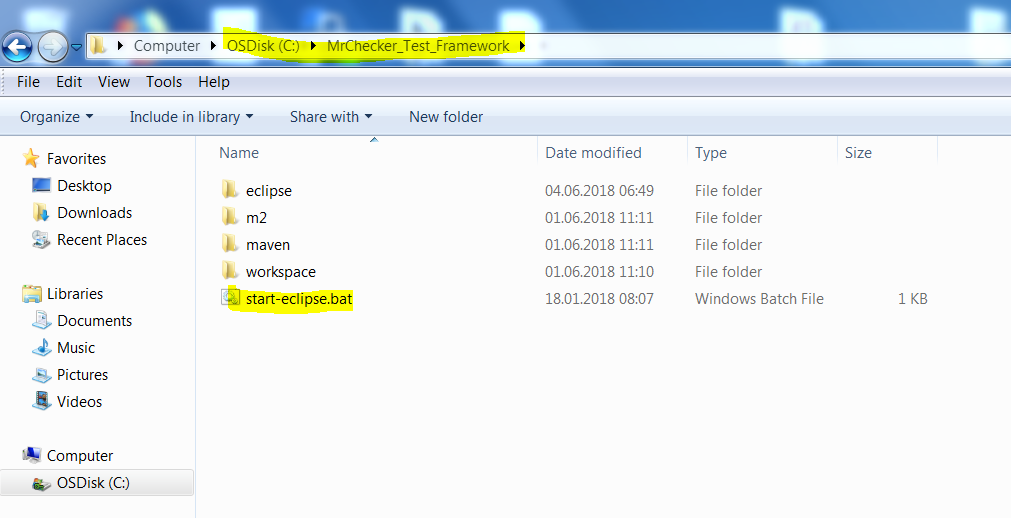 Computer OSDisk (C:) MrChecker_Test_Framework
File Edit View Tools Help
Organize Include in library Share with New folder
Favorites
Desktop
Downloads
Recent Places
Libraries
Documents
Music
Pictures
Videos
Computer
OSDisk (C:)
Name Date modified Type Size
eclipse 04.06.2018 06:49 File folder
m2 01.06.2018 11:11 File folder
maven 01.06.2018 11:11 File folder
workspace 01.06.2018 11:10 File folder
start-eclipse.bat 18.01.2018 08:07 Windows Batch File 1 KB